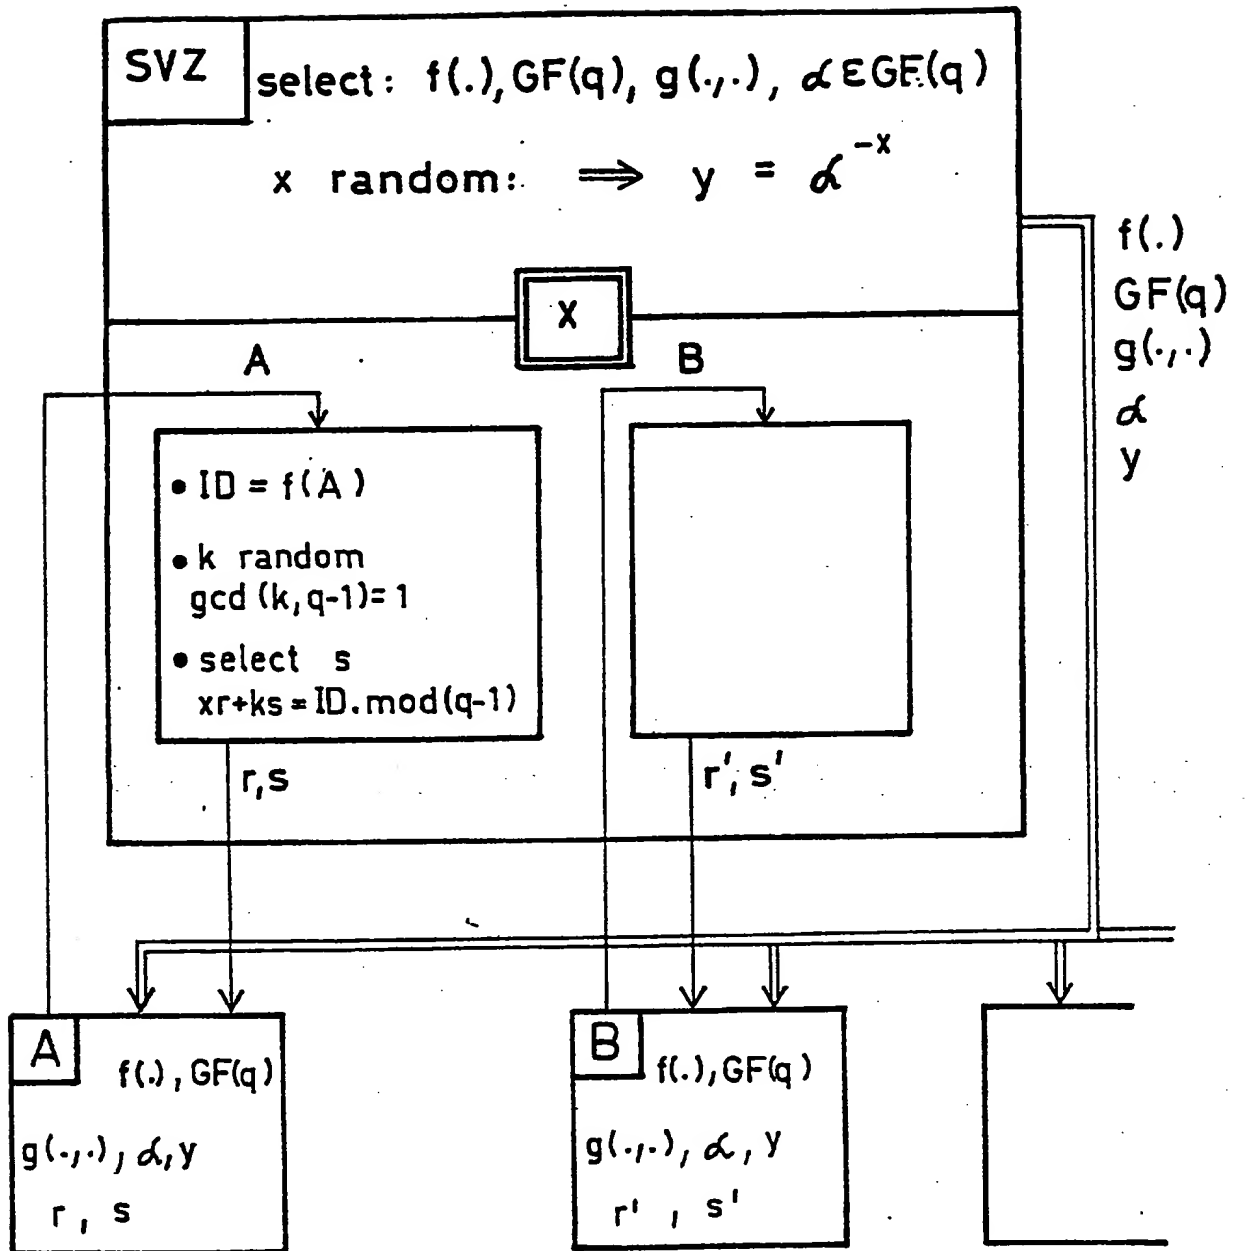 SVZ
select: f(.), GF(q), g(.,.), α ε GF(q)
x random: ⟹ y = α^-x
f(.)
GF(q)
g(.,.)
α
y
X
A
B
• ID = f(A)
• k random
gcd (k, q-1) = 1
• select s
xr+ks = ID. mod(q-1)
r,s
r', s'
A
f(.), GF(q)
g(.,.), α, y
r, s
B
f(.), GF(q)
g(.,.), α, y
r', s'